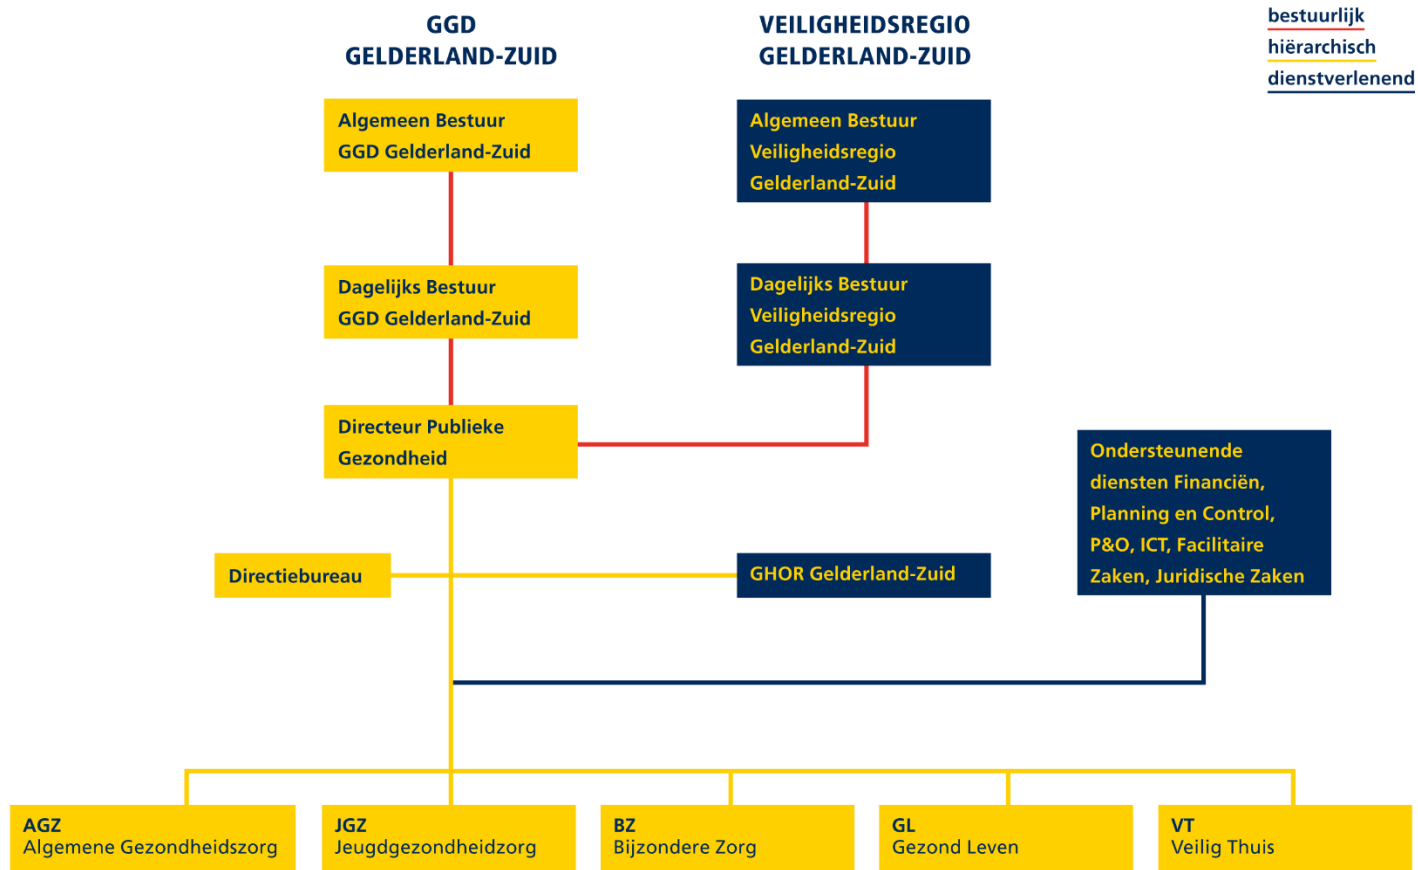 GGD
GELDERLAND-ZUID
VEILIGHEIDSREGIO
GELDERLAND-ZUID
bestuurlijk
hiërarchisch
dienstverlenend
Algemeen Bestuur
GGD Gelderland-Zuid
Algemeen Bestuur
Veiligheidsregio
Gelderland-Zuid
Dagelijks Bestuur
GGD Gelderland-Zuid
Dagelijks Bestuur
Veiligheidsregio
Gelderland-Zuid
Directeur Publieke
Gezondheid
Ondersteunende
diensten Financiën,
Planning en Control,
P&O, ICT, Facilitaire
Zaken, Juridische Zaken
Directiebureau
GHOR Gelderland-Zuid
AGZ
Algemene Gezondheidszorg
JGZ
Jeugdgezondheidzorg
BZ
Bijzondere Zorg
GL
Gezond Leven
VT
Veilig Thuis